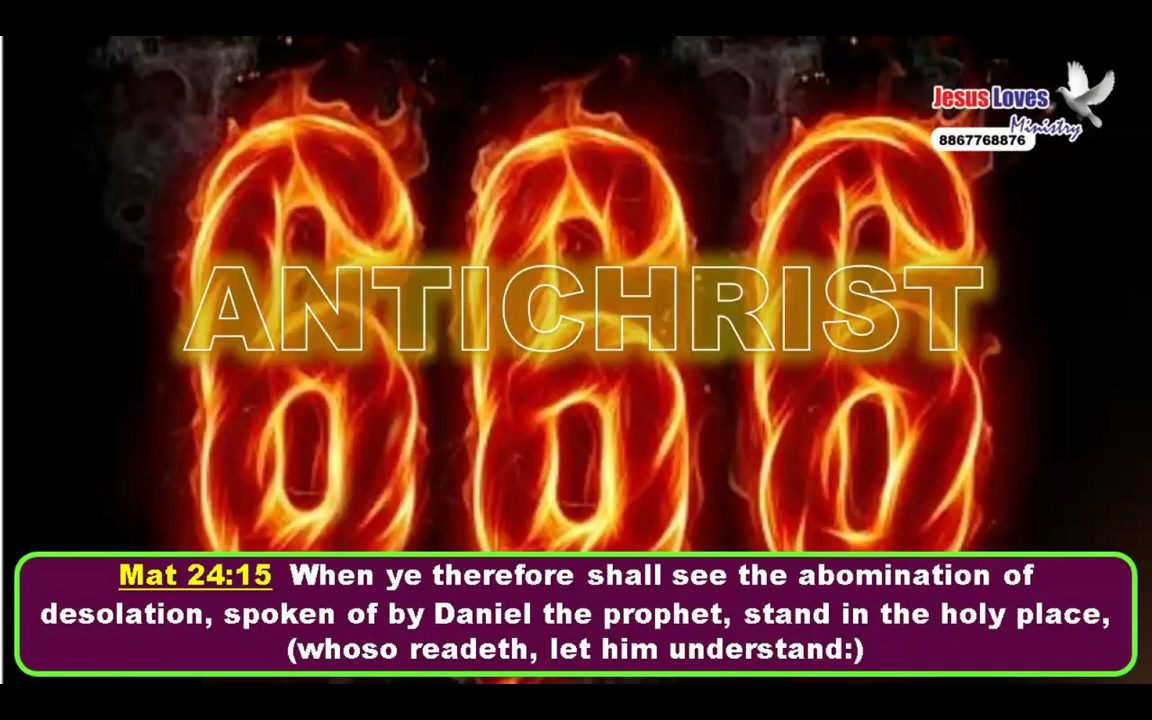 Jesus Loves
Ministry
8867768876
666
ANTICHRIST
Mat 24:15 When ye therefore shall see the abomination of
desolation, spoken of by Daniel the prophet, stand in the holy place,
(whoso readeth, let him understand:)